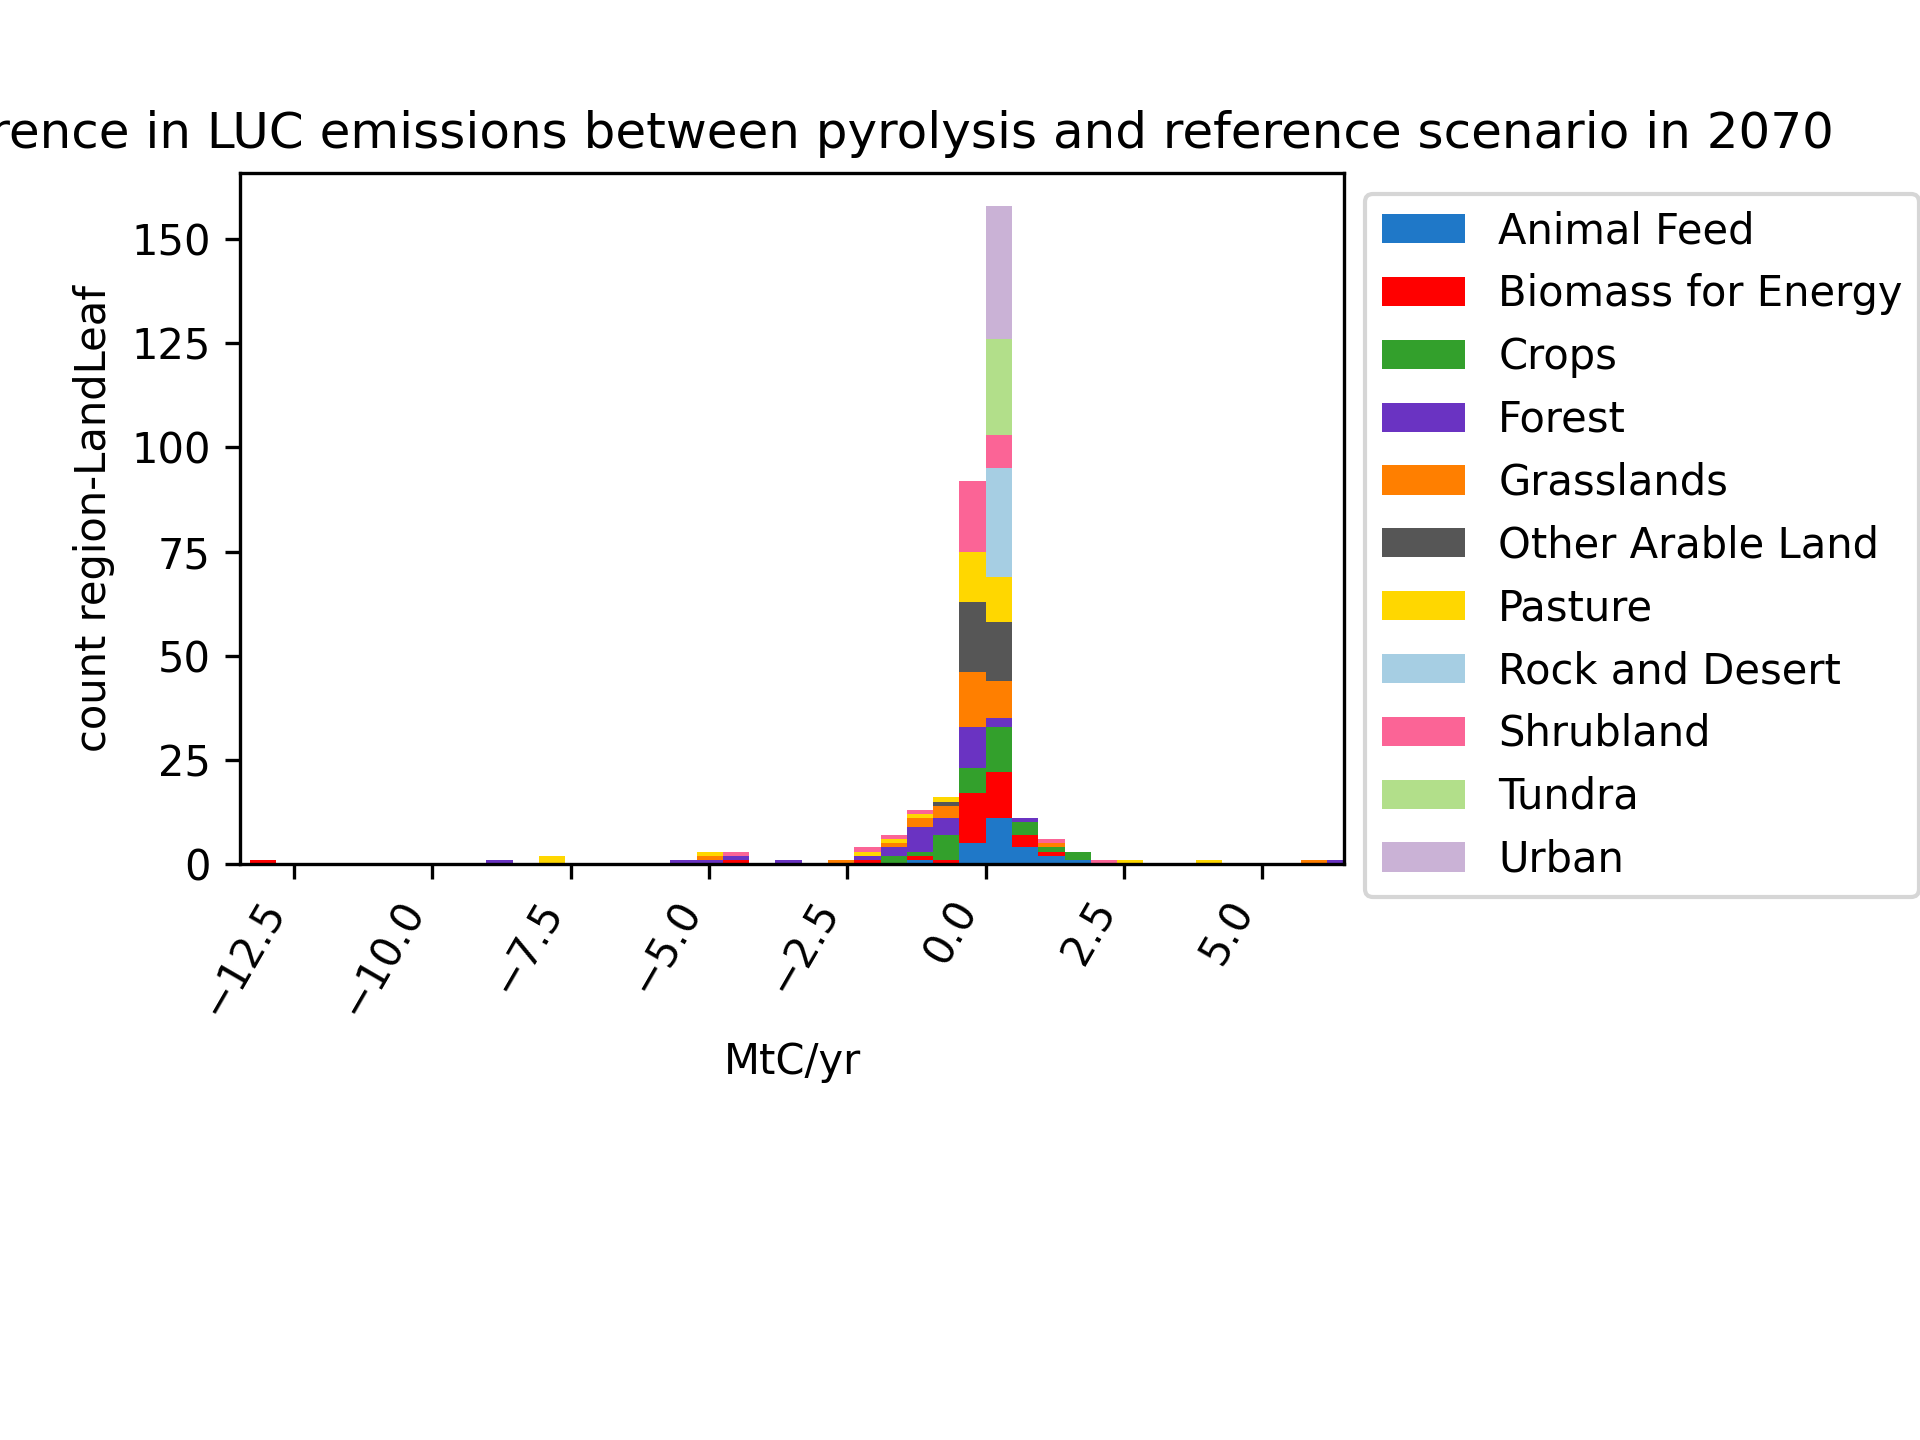 rence in LUC emissions between pyrolysis and reference scenario in 2070
count region-LandLeaf
150
125
100
75
50
25
0
−12.5
−10.0
−7.5
−5.0
−2.5
0.0
2.5
5.0
MtC/yr
Animal Feed
Biomass for Energy
Crops
Forest
Grasslands
Other Arable Land
Pasture
Rock and Desert
Shrubland
Tundra
Urban